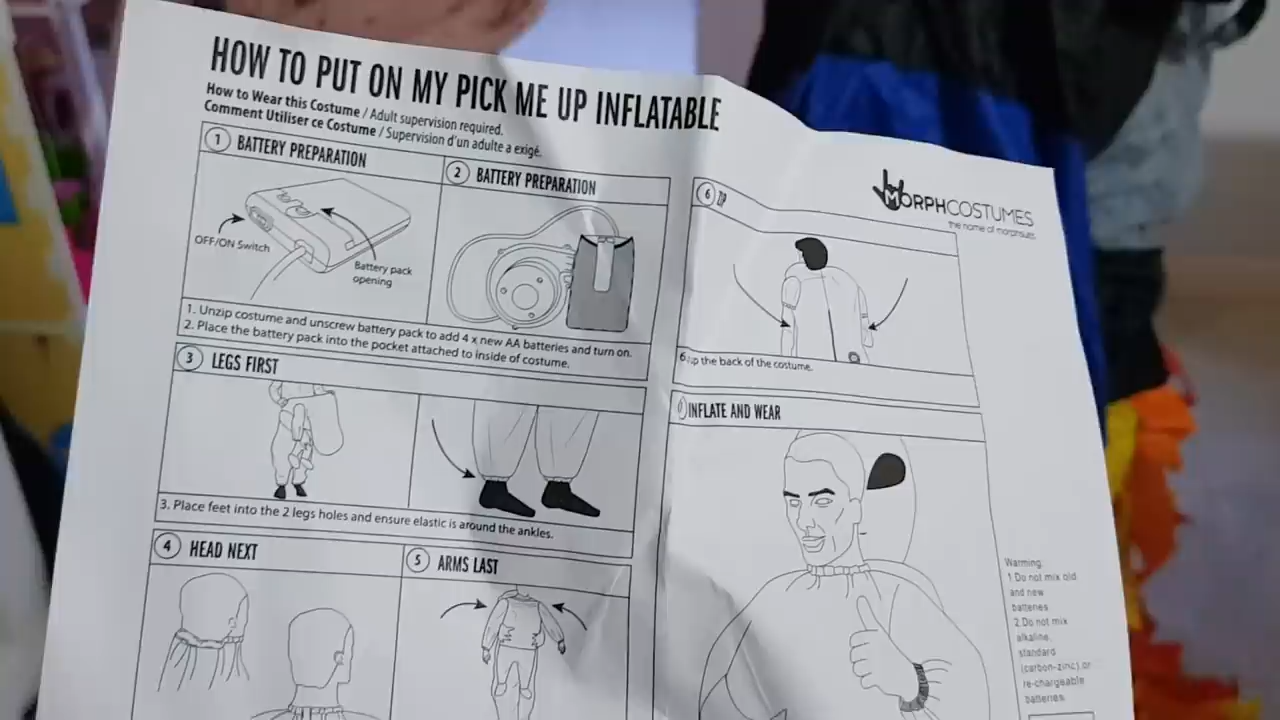 HOW TO PUT ON MY PICK ME UP INFLATABLE
How to Wear this Costume / Adult supervision required.
Comment Utiliser ce Costume / Supervision d'un adulte a exigé.
1 BATTERY PREPARATION
OFF/ON Switch
Battery pack
opening
2 BATTERY PREPARATION
1. Unzip costume and unscrew battery pack to add 4 x new AA batteries and turn on.
2. Place the battery pack into the pocket attached to inside of costume.
3 LEGS FIRST
3. Place feet into the 2 legs holes and ensure elastic is around the ankles.
4 HEAD NEXT
5 ARMS LAST
MORPHCOSTUMES
the name of morphsuits
6 ZIP
6. up the back of the costume.
INFLATE AND WEAR
Warming:
1.Do not mix old
and new
batteries.
2.Do not mix
alkaline,
standard
(carbon-zinc),or
re-chargeable
batteries.